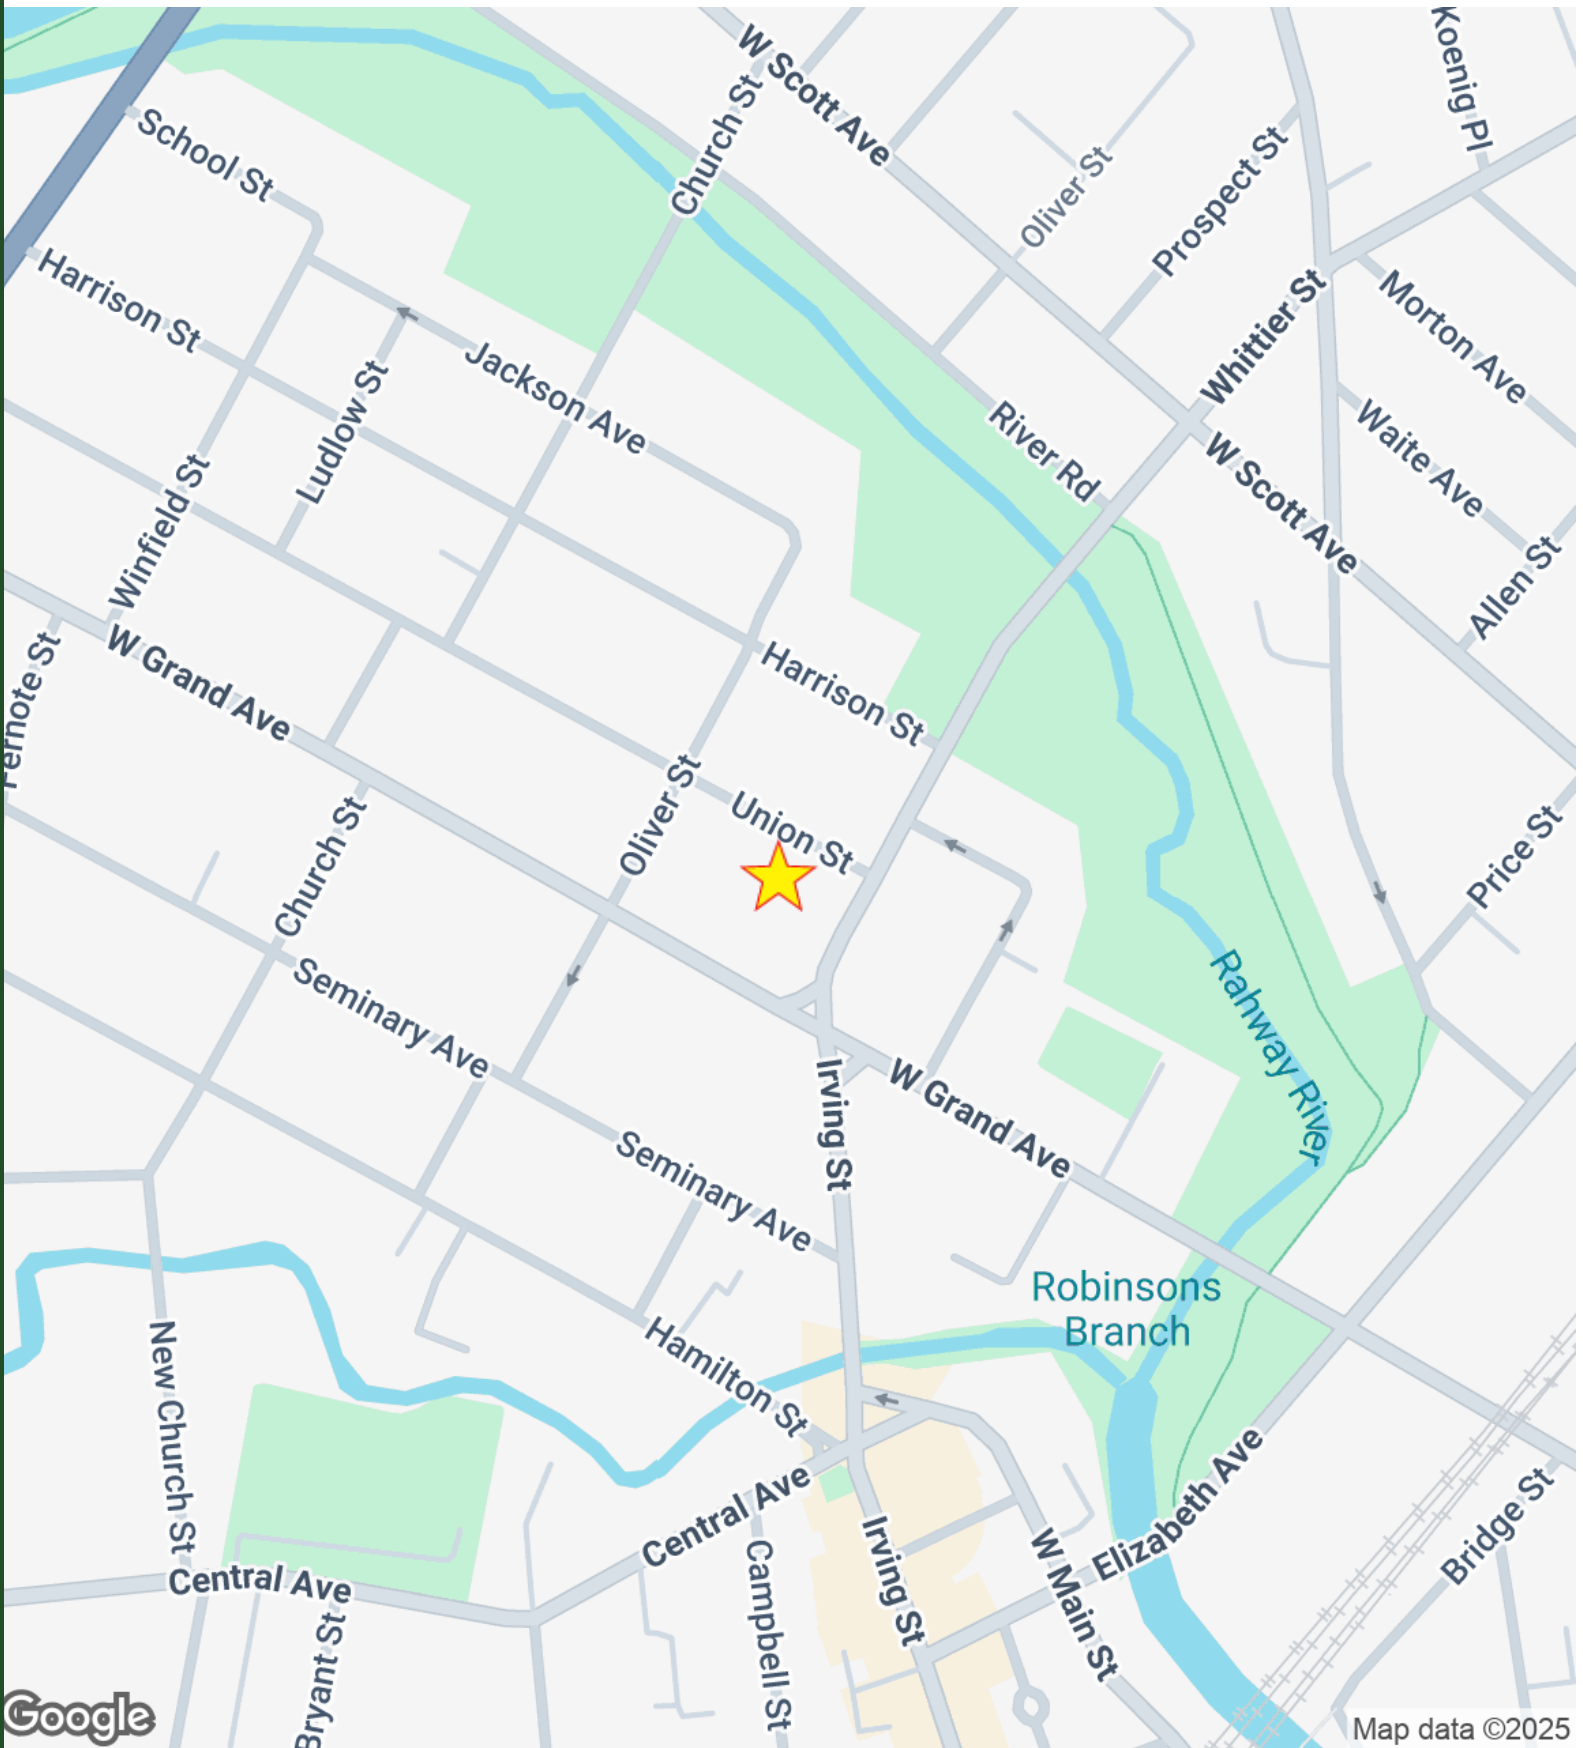 W Scott Ave
Koenig Pl
Church St
School St
Oliver St
Prospect St
Harrison St
Whittier St
Morton Ave
Jackson Ave
Ludlow St
River Rd
Waite Ave
W Scott Ave
Winfield St
Allen St
W Grand Ave
Fernote St
Harrison St
Oliver St
Union St
Church St
Price St
Seminary Ave
Rahway River
Irving St
W Grand Ave
Seminary Ave
Robinsons
Branch
New Church St
Hamilton St
Central Ave
Elizabeth Ave
Bridge St
Central Ave
Campbell St
Irving St
W Main St
Bryant St
Google
Map data ©2025